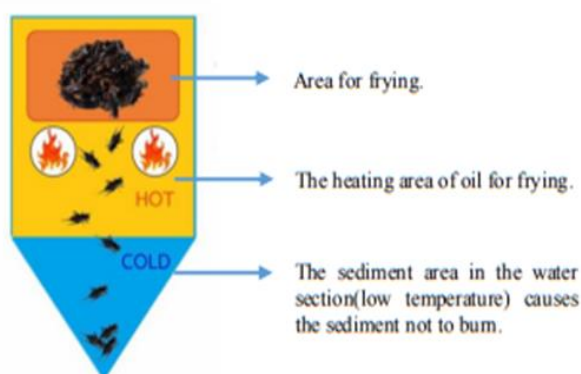 Area for frying.
HOT
The heating area of oil for frying.
COLD
The sediment area in the water
section(low temperature) causes
the sediment not to burn.